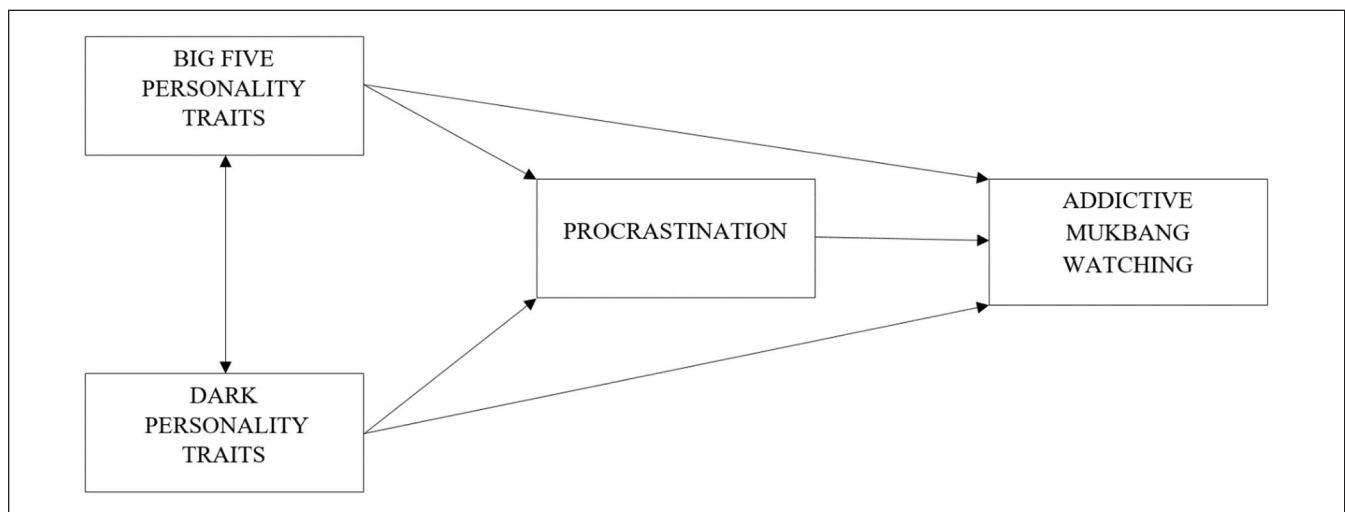 BIG FIVE
PERSONALITY
TRAITS
PROCRASTINATION
ADDICTIVE
MUKBANG
WATCHING
DARK
PERSONALITY
TRAITS